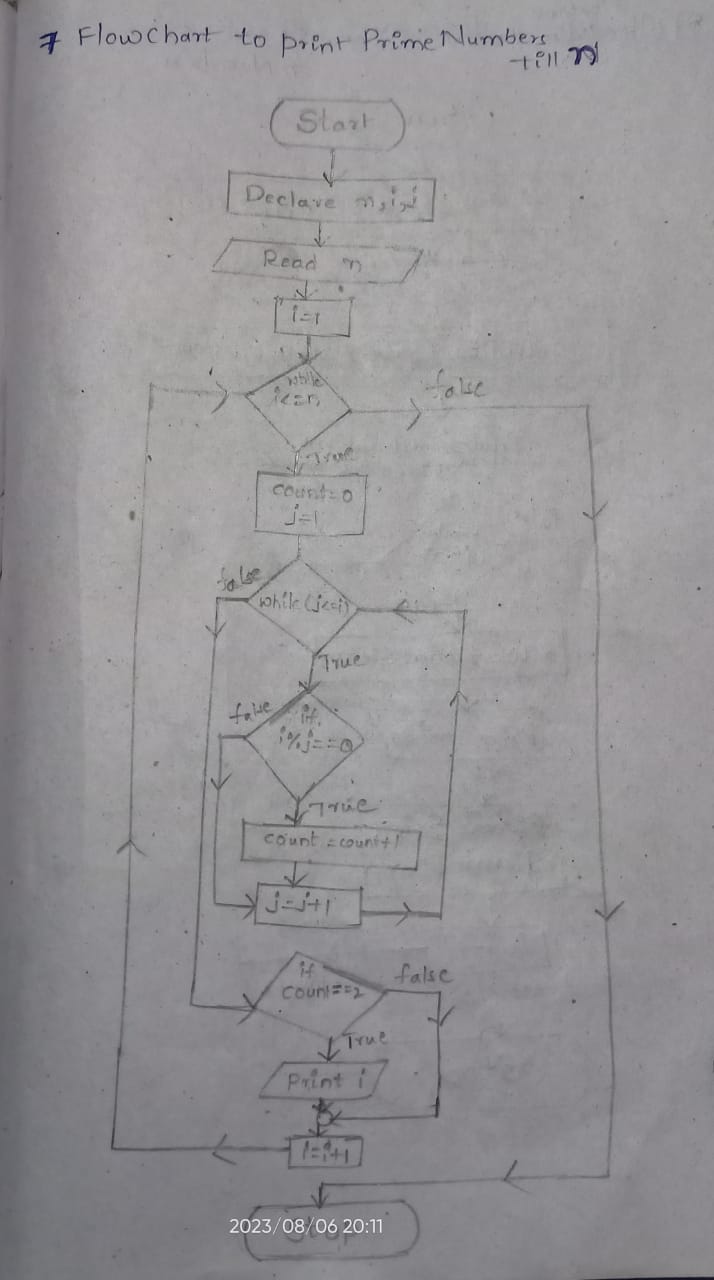 7 Flowchart to print Prime Numbers
till n
Start
Declare n,i,j
Read n
i=1
while
i<=n
false
True
count=0
j=1
false
while(j<=i)
True
false
if
i%j==0
True
count=count+1
j=j+1
if
count==2
false
True
Print i
i=i+1
2023/08/06 20:11
Stop